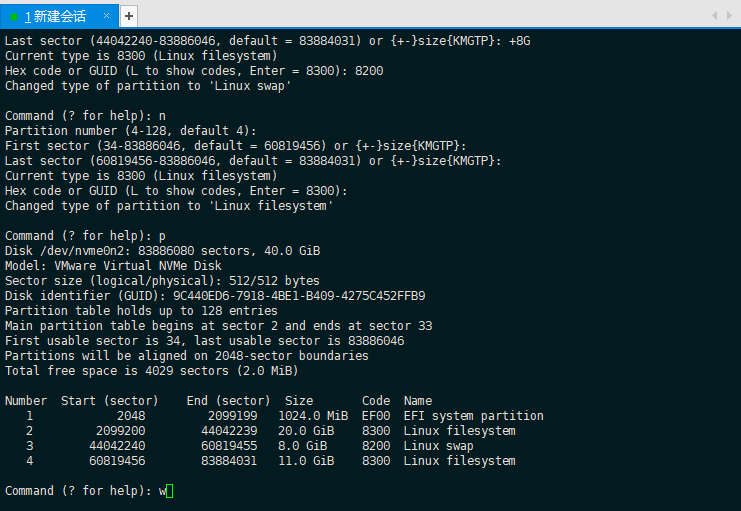 1 新建会话 × +
Last sector (44042240-83886046, default = 83884031) or {+-}size{KMGTP}: +8G
Current type is 8300 (Linux filesystem)
Hex code or GUID (L to show codes, Enter = 8300): 8200
Changed type of partition to 'Linux swap'
Command (? for help): n
Partition number (4-128, default 4):
First sector (34-83886046, default = 60819456) or {+-}size{KMGTP}:
Last sector (60819456-83886046, default = 83884031) or {+-}size{KMGTP}:
Current type is 8300 (Linux filesystem)
Hex code or GUID (L to show codes, Enter = 8300):
Changed type of partition to 'Linux filesystem'
Command (? for help): p
Disk /dev/nvme0n2: 83886080 sectors, 40.0 GiB
Model: VMware Virtual NVMe Disk
Sector size (logical/physical): 512/512 bytes
Disk identifier (GUID): 9C440ED6-7918-4BE1-B409-4275C452FFB9
Partition table holds up to 128 entries
Main partition table begins at sector 2 and ends at sector 33
First usable sector is 34, last usable sector is 83886046
Partitions will be aligned on 2048-sector boundaries
Total free space is 4029 sectors (2.0 MiB)
Number  Start (sector)    End (sector)  Size       Code  Name
   1            2048         2099199   1024.0 MiB  EF00  EFI system partition
   2         2099200        44042239   20.0 GiB    8300  Linux filesystem
   3        44042240        60819455   8.0 GiB     8200  Linux swap
   4        60819456        83884031   11.0 GiB    8300  Linux filesystem
Command (? for help): w